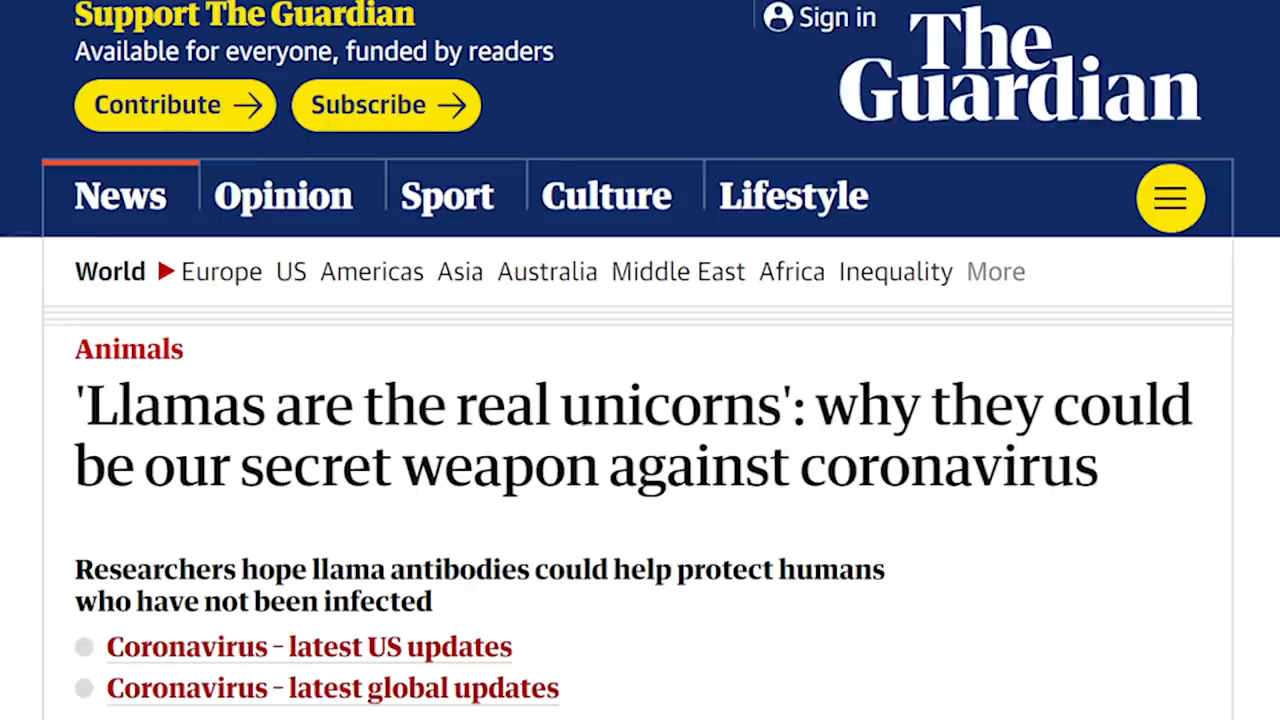 Support The Guardian
Available for everyone, funded by readers
Contribute →
Subscribe →
Sign in
The
Guardian
News Opinion Sport Culture Lifestyle
World Europe US Americas Asia Australia Middle East Africa Inequality More
Animals
'Llamas are the real unicorns': why they could
be our secret weapon against coronavirus
Researchers hope llama antibodies could help protect humans
who have not been infected
Coronavirus – latest US updates
Coronavirus – latest global updates